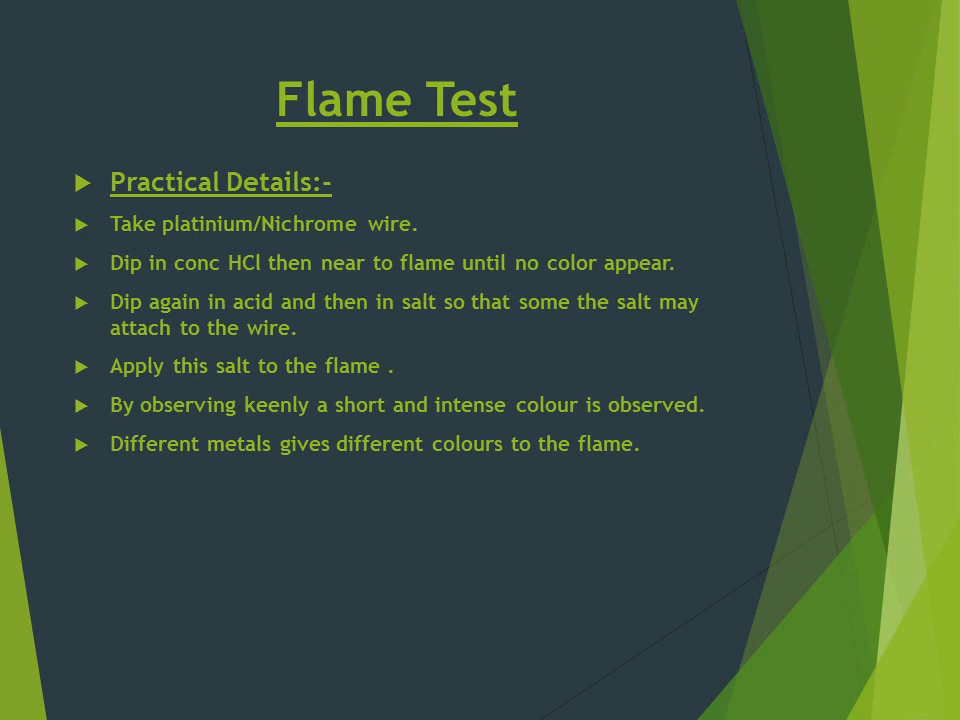 Flame Test
Practical Details:-
Take platinium/Nichrome wire.
Dip in conc HCl then near to flame until no color appear.
Dip again in acid and then in salt so that some the salt may
attach to the wire.
Apply this salt to the flame .
By observing keenly a short and intense colour is observed.
Different metals gives different colours to the flame.